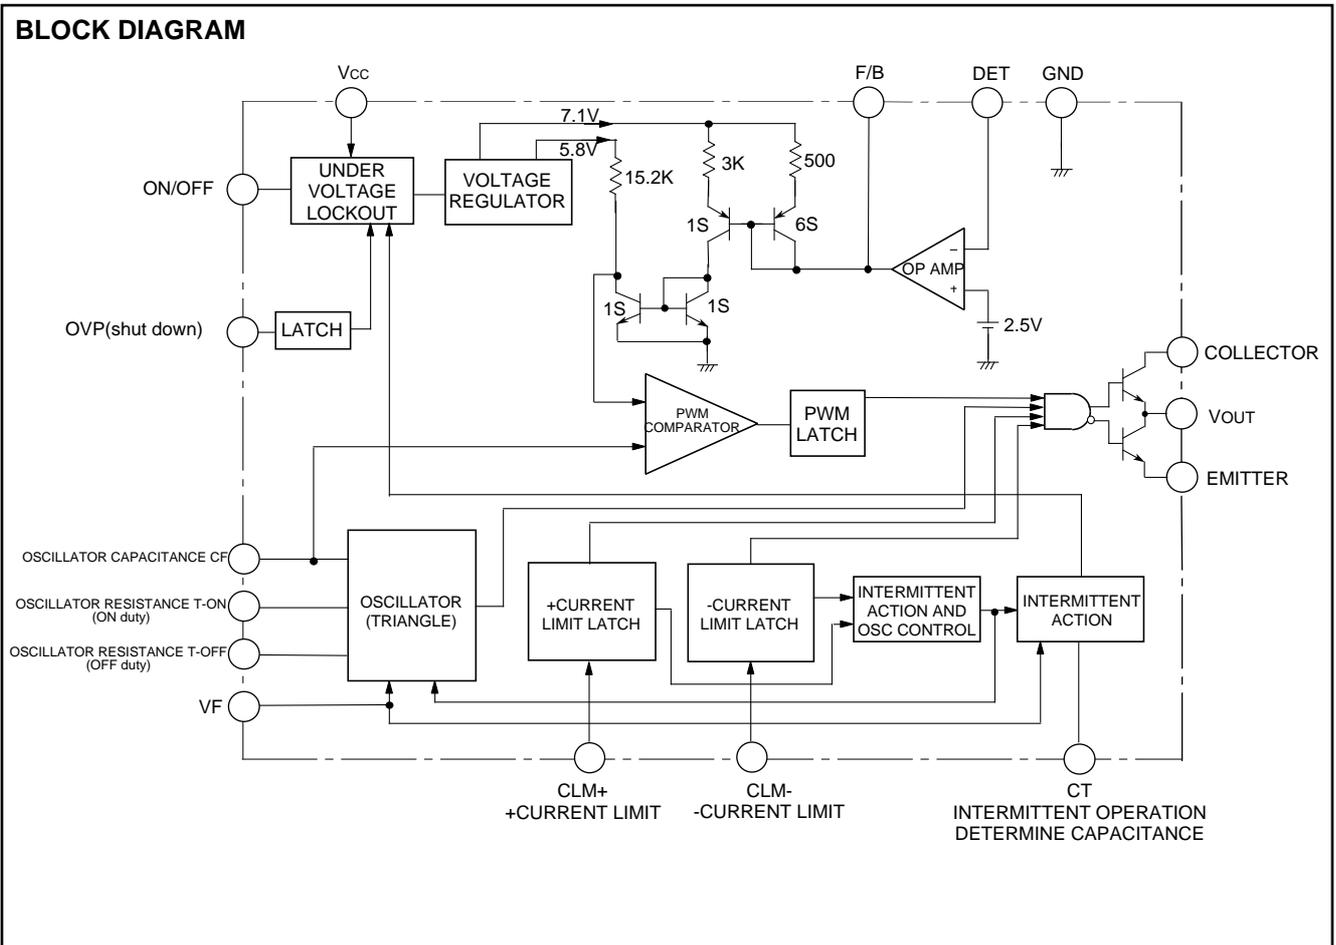 BLOCK DIAGRAM
VCC
F/B
DET
GND
7.1V
5.8V
ON/OFF
UNDER
VOLTAGE
LOCKOUT
VOLTAGE
REGULATOR
15.2K
3K
500
1S
6S
OP AMP
–
+
1S
1S
2.5V
OVP(shut down)
LATCH
COLLECTOR
PWM
COMPARATOR
PWM
LATCH
VOUT
EMITTER
OSCILLATOR CAPACITANCE CF
OSCILLATOR RESISTANCE T-ON
(ON duty)
OSCILLATOR RESISTANCE T-OFF
(OFF duty)
VF
OSCILLATOR
(TRIANGLE)
+CURRENT
LIMIT LATCH
-CURRENT
LIMIT LATCH
INTERMITTENT
ACTION AND
OSC CONTROL
INTERMITTENT
ACTION
CLM+
+CURRENT LIMIT
CLM-
-CURRENT LIMIT
CT
INTERMITTENT OPERATION
DETERMINE CAPACITANCE